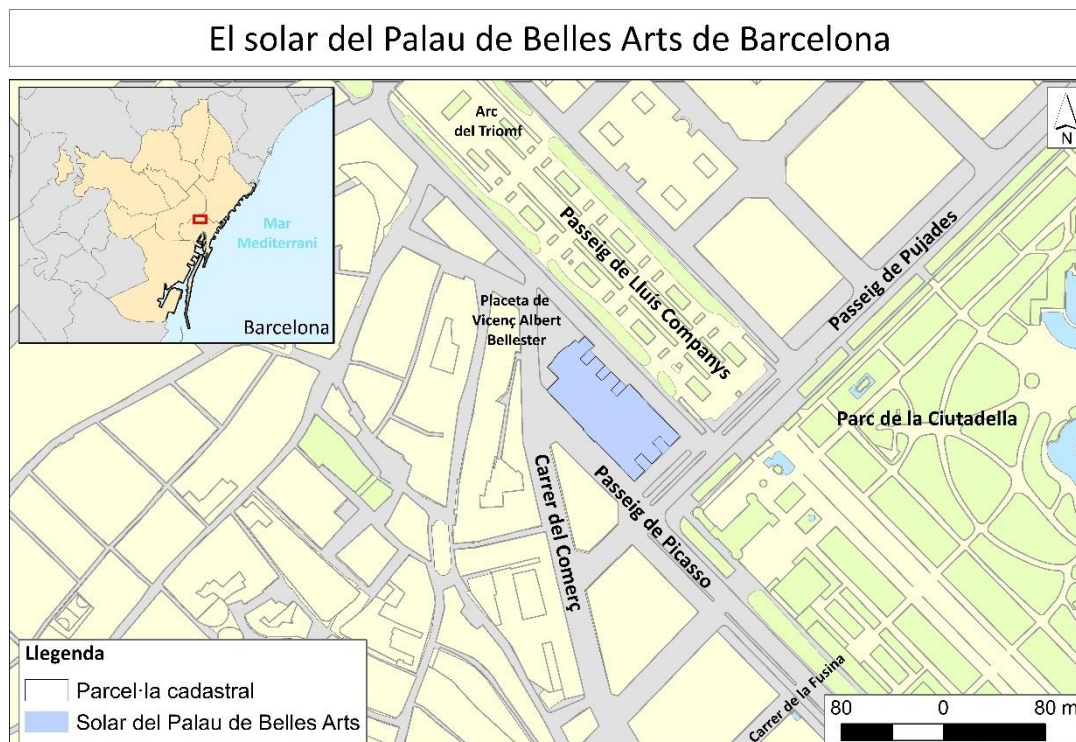 El solar del Palau de Belles Arts de Barcelona
Arc
del Triomf
N
Mar
Mediterrani
Barcelona
Passeig de Lluís Companys
Passeig de Pujades
Placeta de
Vicenç Albert
Bellester
Parc de la Ciutadella
Carrer del Comerç
Passeig de Picasso
Carrer de la Fusina
Llegenda
Parcel·la cadastral
Solar del Palau de Belles Arts
80 0 80 m